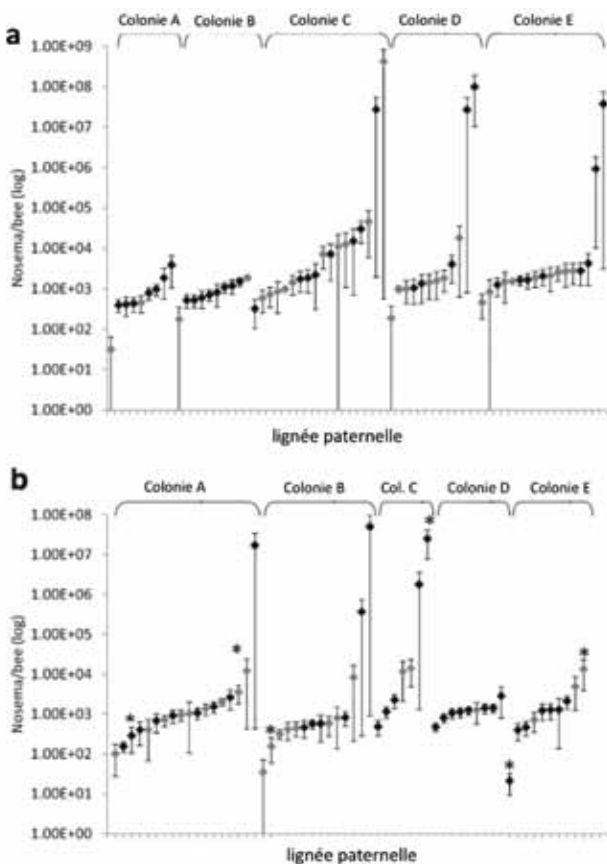 a
Colonie A Colonie B Colonie C Colonie D Colonie E
1.00E+09
1.00E+08
1.00E+07
1.00E+06
1.00E+05
1.00E+04
1.00E+03
1.00E+02
1.00E+01
1.00E+00
Nosema/bee (log)
lignée paternelle
b
Colonie A Colonie B Col. C Colonie D Colonie E
1.00E+08
1.00E+07
1.00E+06
1.00E+05
1.00E+04
1.00E+03
1.00E+02
1.00E+01
1.00E+00
Nosema/bee (log)
lignée paternelle